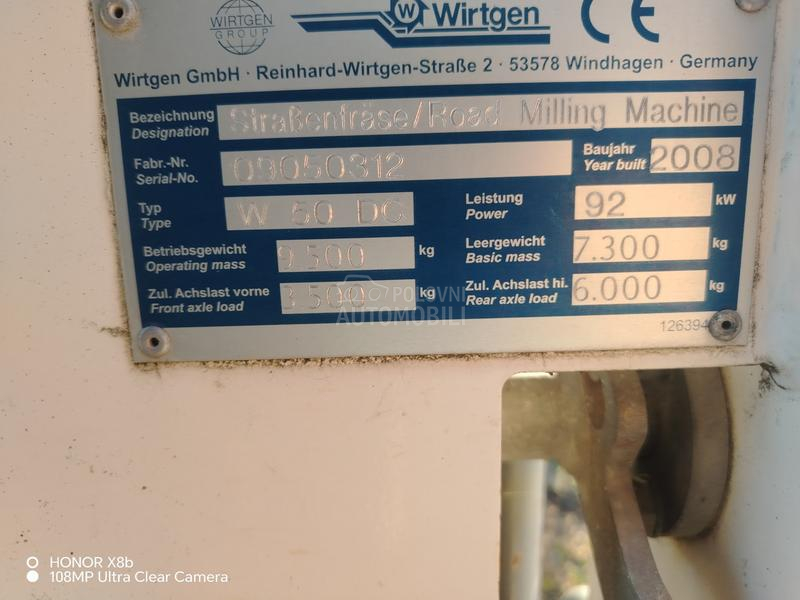 WIRTGEN
GROUP
W Wirtgen CE
Wirtgen GmbH · Reinhard-Wirtgen-Straße 2 · 53578 Windhagen · Germany
Bezeichnung
Designation
Straßenfräse/Road Milling Machine
Fabr.-Nr.
Serial-No.
09050312
Baujahr
Year built
2008
Typ
Type
W 50 DC
Leistung
Power
92 kW
Betriebsgewicht
Operating mass
9.500 kg
Leergewicht
Basic mass
7.300 kg
Zul. Achslast vorne
Front axle load
3.500 kg
Zul. Achslast hi.
Rear axle load
6.000 kg
POLOVNI
AUTOMOBILI
126394
HONOR X8b
108MP Ultra Clear Camera